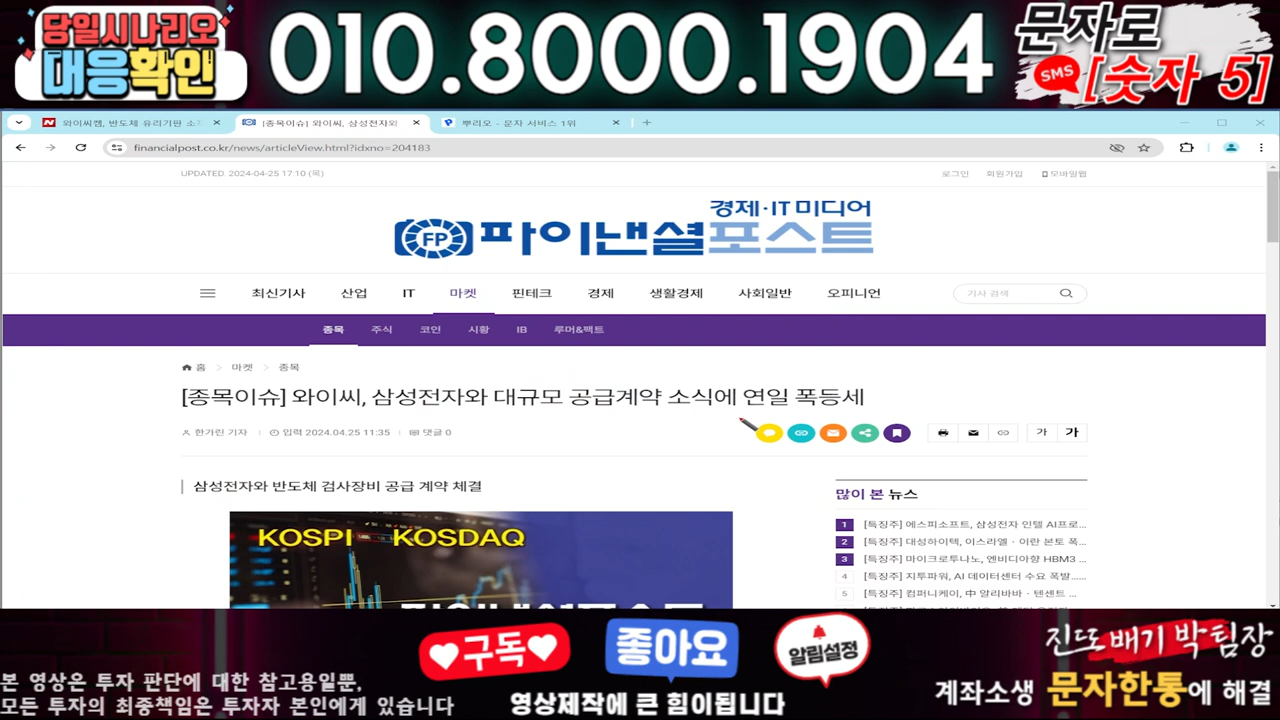 당일시나리오
대응확인
010.8000.1904
문자로
SMS
[숫자 5]
와이씨켐, 반도체 유리기판 소
[종목이슈] 와이씨, 삼성전자와
뿌리오 - 문자 서비스 1위
financialpost.co.kr/news/articleView.html?idxno=204183
UPDATED. 2024-04-25 17:10 (목)
로그인 회원가입 모바일웹
경제·IT미디어
FP 파이낸셜포스트
최신기사 산업 IT 마켓 핀테크 경제 생활경제 사회일반 오피니언
기사 검색
종목 주식 코인 시황 IB 루머&팩트
홈 > 마켓 > 종목
[종목이슈] 와이씨, 삼성전자와 대규모 공급계약 소식에 연일 폭등세
한가린 기자 입력 2024.04.25 11:35 댓글 0
가 가
삼성전자와 반도체 검사장비 공급 계약 체결
KOSPI KOSDAQ
많이 본 뉴스
1 [특징주] 에스피소프트, 삼성전자 인텔 AI프로...
2 [특징주] 대성하이텍, 이스라엘·이란 본토 폭...
3 [특징주] 마이크로투나노, 엔비디아향 HBM3 ...
4 [특징주] 지투파워, AI 데이터센터 수요 폭발......
5 [특징주] 컴퍼니케이, 中 알리바바·텐센트 ...
구독
좋아요
알림설정
영상제작에 큰 힘이됩니다
본 영상은 투자 판단에 대한 참고용일뿐,
모든 투자의 최종책임은 투자자 본인에게 있습니다
진또배기 박팀장
계좌소생 문자한통에 해결